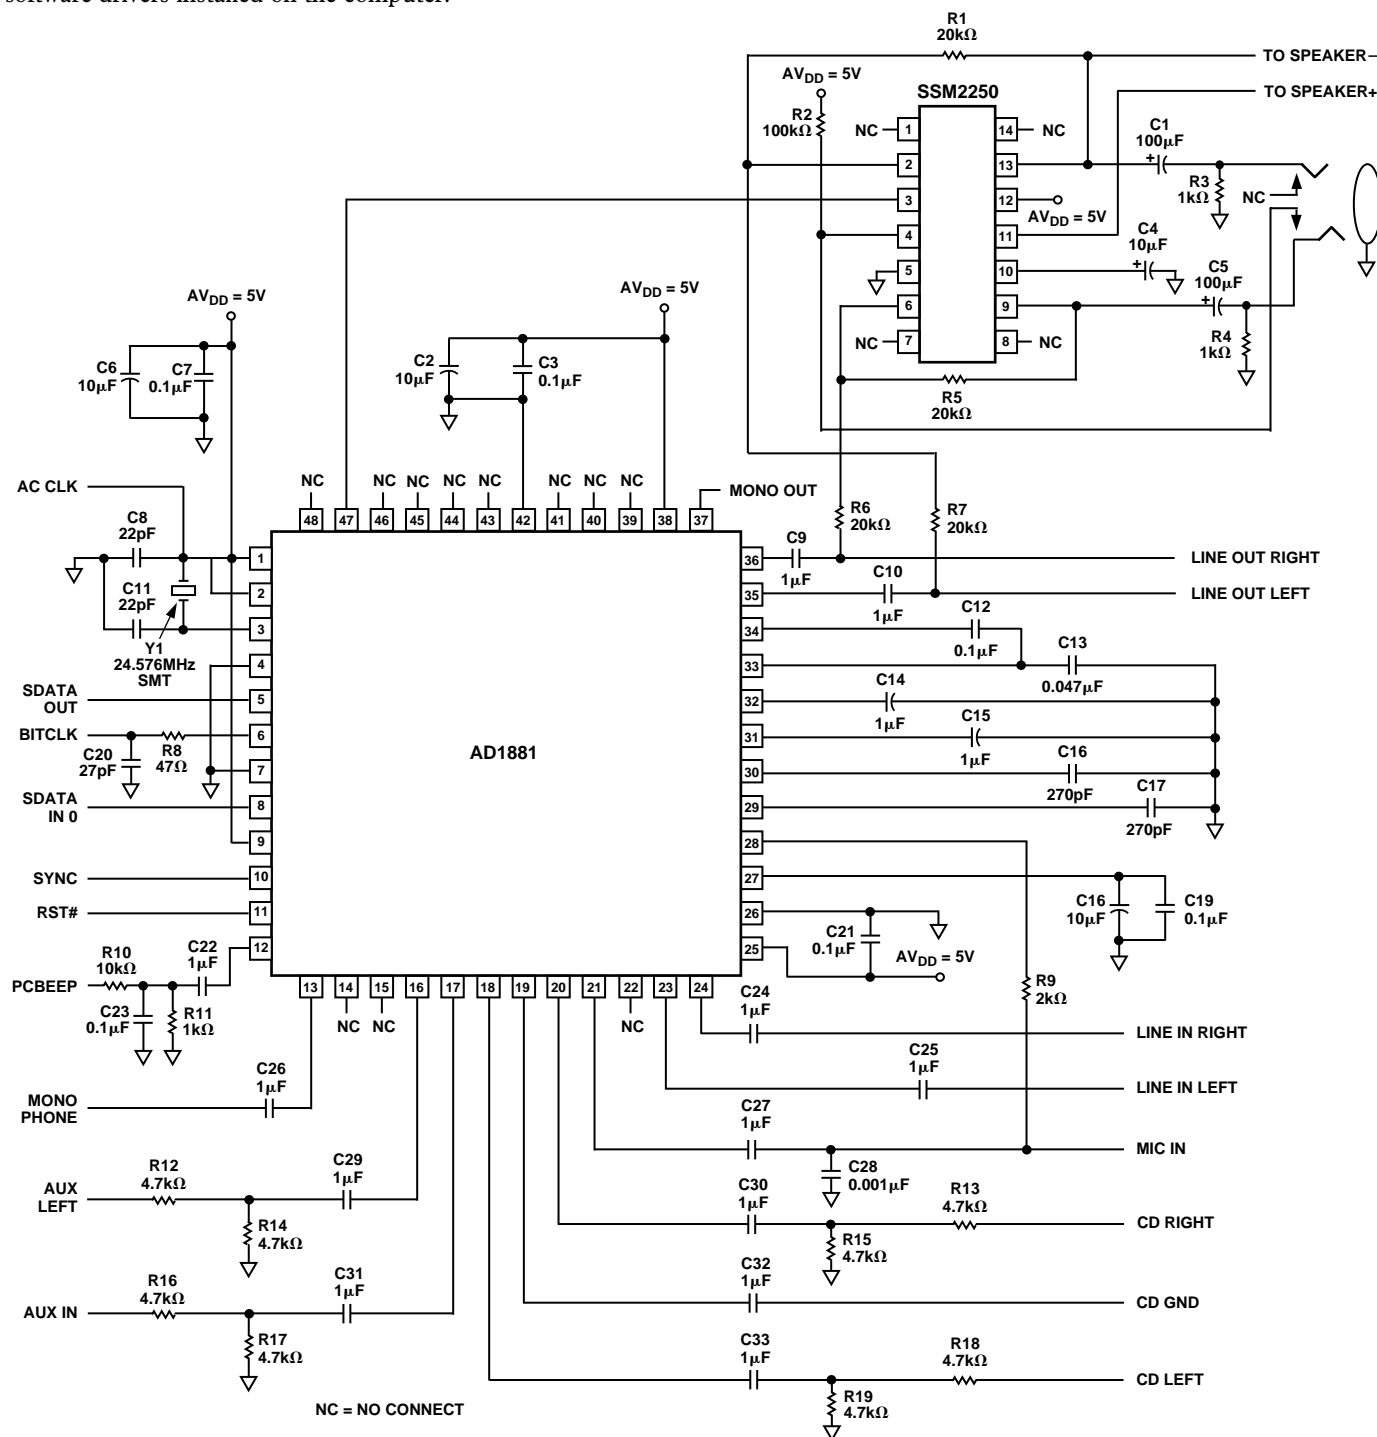 software drivers installed on the computer.
R1
20kΩ
TO SPEAKER–
AVDD = 5V
TO SPEAKER+
SSM2250
R2
100kΩ
C1
100μF
NC
1
14
NC
2
13
R3
1kΩ
NC
3
12
AVDD = 5V
4
11
C4
10μF
5
10
C5
100μF
6
9
NC
7
8
NC
R4
1kΩ
R5
20kΩ
AVDD = 5V
C6
10μF
C7
0.1μF
AVDD = 5V
C2
10μF
C3
0.1μF
AC CLK
NC
NC
NC
NC
NC
NC
NC
NC
MONO OUT
48
47
46
45
44
43
42
41
40
39
38
37
R6
20kΩ
R7
20kΩ
C8
22pF
C11
22pF
Y1
24.576MHz
SMT
1
2
3
4
5
6
7
8
9
10
11
12
SDATA
OUT
BITCLK
C20
27pF
R8
47Ω
SDATA
IN 0
SYNC
RST#
AD1881
36
35
34
33
32
31
30
29
28
27
26
25
C9
1μF
LINE OUT RIGHT
C10
1μF
LINE OUT LEFT
C12
0.1μF
C13
0.047μF
C14
1μF
C15
1μF
C16
270pF
C17
270pF
C16
10μF
C19
0.1μF
C21
0.1μF
AVDD = 5V
R9
2kΩ
PCBEEP
R10
10kΩ
C22
1μF
C23
0.1μF
R11
1kΩ
13
14
15
16
17
18
19
20
21
22
23
24
NC
NC
NC
C24
1μF
LINE IN RIGHT
C25
1μF
LINE IN LEFT
MONO
PHONE
C26
1μF
C27
1μF
MIC IN
C28
0.001μF
AUX
LEFT
R12
4.7kΩ
C29
1μF
R14
4.7kΩ
C30
1μF
R13
4.7kΩ
CD RIGHT
R15
4.7kΩ
AUX IN
R16
4.7kΩ
C31
1μF
R17
4.7kΩ
C32
1μF
CD GND
C33
1μF
R18
4.7kΩ
CD LEFT
R19
4.7kΩ
NC = NO CONNECT